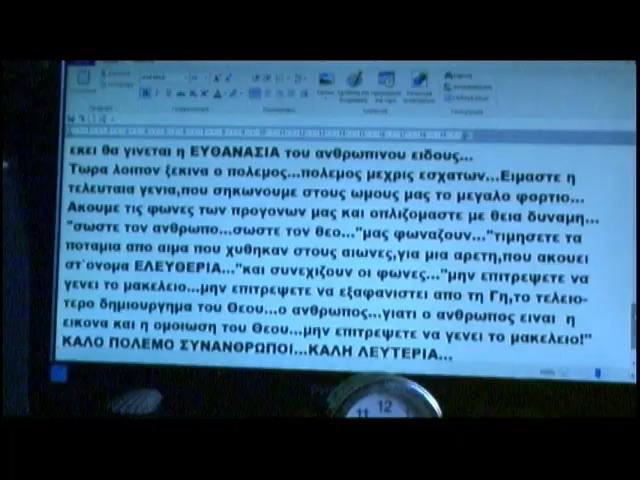 εκει θα γινεται η ΕΥΘΑΝΑΣΙΑ του ανθρωπινου ειδους...
Τωρα λοιπον ξεκινα ο πολεμος...πολεμος μεχρις εσχατων...Ειμαστε η
τελευταια γενια,που σηκωνουμε στους ωμους μας το μεγαλο φορτιο...
Ακουμε τις φωνες των προγονων μας και οπλιζομαστε με θεια δυναμη...
"σωστε τον ανθρωπο...σωστε τον θεο..."μας φωναζουν..."τιμησετε τα
ποταμια απο αιμα που χυθηκαν στους αιωνες,για μια αρετη,που ακουει
στ΄ονομα ΕΛΕΥΘΕΡΙΑ..."και συνεχιζουν οι φωνες..."μην επιτρεψετε να
γενει το μακελειο...μην επιτρεψετε να εξαφανιστει απο τη Γη,το τελειο-
τερο δημιουργημα του Θεου...ο ανθρωπος...γιατι ο ανθρωπος ειναι η
εικονα και η ομοιωση του Θεου...μην επιτρεψετε να γενει το μακελειο!"
ΚΑΛΟ ΠΟΛΕΜΟ ΣΥΝΑΝΘΡΩΠΟΙ...ΚΑΛΗ ΛΕΥΤΕΡΙΑ...
11 12